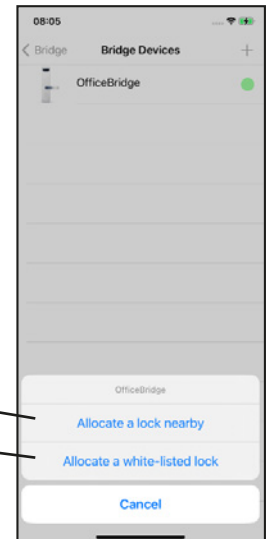 08:05
Bridge Bridge Devices +
OfficeBridge
OfficeBridge
Allocate a lock nearby
Allocate a white-listed lock
Cancel